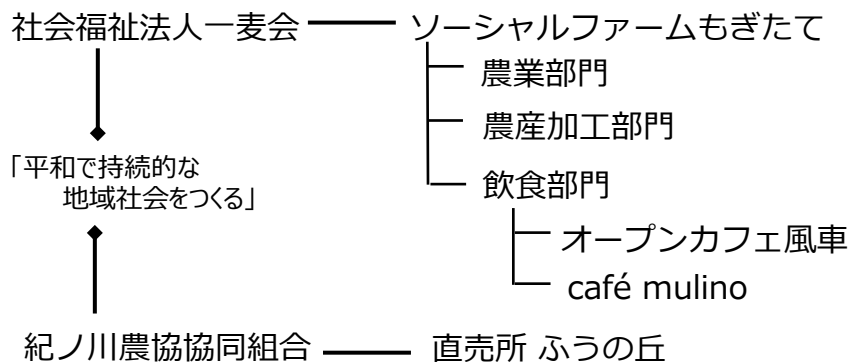 社会福祉法人一麦会
ソーシャルファームもぎたて
農業部門
農産加工部門
飲食部門
オープンカフェ風車
café mulino
「平和で持続的な
地域社会をつくる」
紀ノ川農協協同組合
直売所 ふうの丘